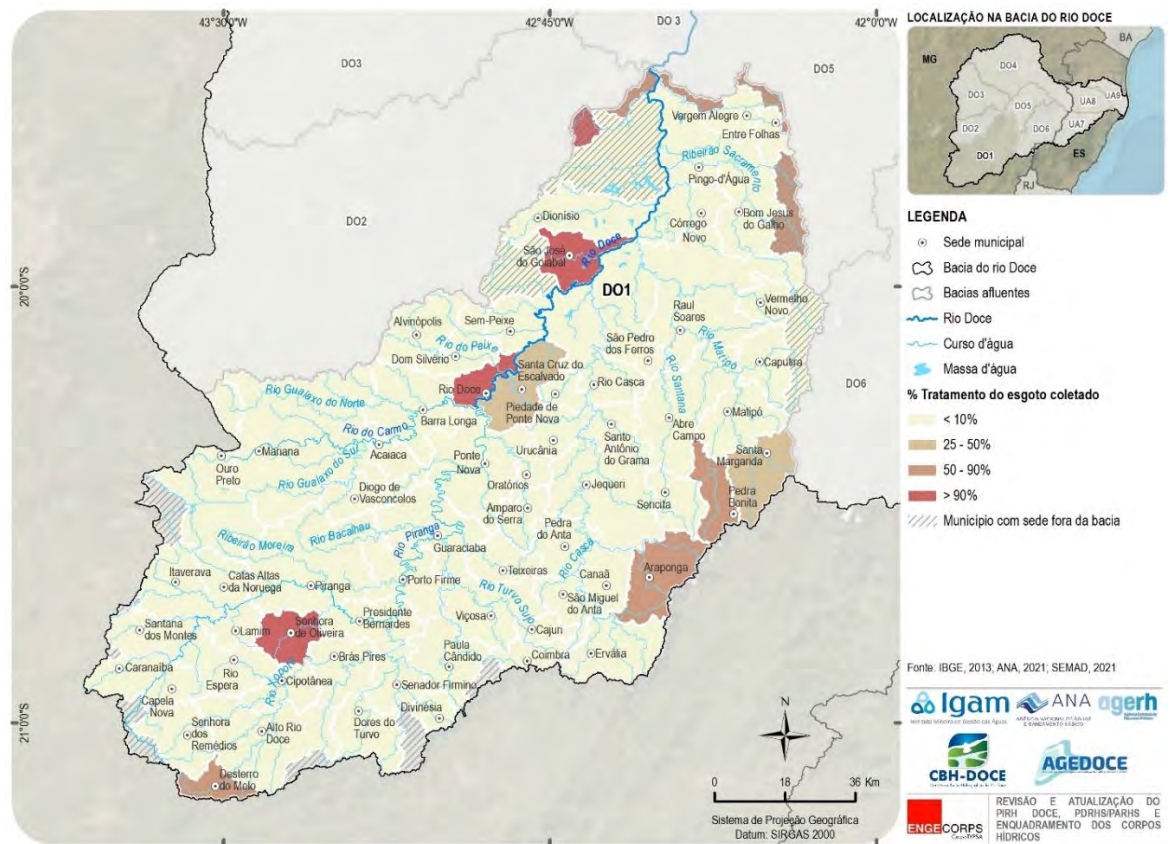 43°30'0"W
42°45'0"W
42°0'0"W
DO 3
DO3
DO5
DO2
DO6
20°0'0"S
21°0'0"S
Vargem Alegre
Entre Folhas
Ribeirão Sacramento
Pingo-d'Água
Dionísio
Córrego
Novo
Bom Jesus
do Galho
São José
do Goiabal
Rio Doce
DO1
Raul
Soares
Vermelho
Novo
Alvinópolis
Sem-Peixe
Rio do Peixe
Dom Silvério
São Pedro
dos Ferros
Rio Matipó
Santa Cruz do
Escalvado
Caputira
Rio Gualaxo do Norte
Rio Doce
Rio Casca
Rio Santana
Piedade de
Ponte Nova
Matipó
Barra Longa
Rio do Carmo
Abre
Campo
Santo
Antônio
do Grama
Santa
Margarida
Mariana
Acaiaca
Ponte
Nova
Urucânia
Ouro
Preto
Rio Gualaxo do Sul
Oratórios
Jequeri
Pedra
Bonita
Diogo de
Vasconcelos
Sericita
Amparo
do Serra
Rio Bacalhau
Rio Piranga
Pedra
do Anta
Ribeirão Moreira
Guaraciaba
Rio Casca
Itaverava
Catas Altas
da Noruega
Piranga
Porto Firme
Teixeiras
Canaã
Araponga
São Miguel
do Anta
Rio Turvo Sujo
Santana
dos Montes
Lamim
Senhora
de Oliveira
Presidente
Bernardes
Viçosa
Cajuri
Caranaíba
Rio
Espera
Brás Pires
Paula
Cândido
Coimbra
Ervália
Rio Xopotó
Cipotânea
Capela
Nova
Senador Firmino
Divinésia
Senhora
dos
Remédios
Alto Rio
Doce
Dores do
Turvo
Desterro
do Melo
N
0 18 36 Km
Sistema de Projeção Geográfica
Datum: SIRGAS 2000
LOCALIZAÇÃO NA BACIA DO RIO DOCE
MG
BA
DO4
DO3
DO5
UA8
UA9
DO2
DO6
UA7
DO1
ES
RJ
LEGENDA
Sede municipal
Bacia do rio Doce
Bacias afluentes
Rio Doce
Curso d'água
Massa d'água
% Tratamento do esgoto coletado
< 10%
25 - 50%
50 - 90%
> 90%
Município com sede fora da bacia
Fonte: IBGE, 2013; ANA, 2021; SEMAD, 2021
Igam
ANA
AGÊNCIA NACIONAL DE ÁGUAS
E SANEAMENTO BÁSICO
agerh
CBH-DOCE
AGEDOCE
ENGECORPS
REVISÃO E ATUALIZAÇÃO DO
PIRH DOCE, PDRHS/PARHS E
ENQUADRAMENTO DOS CORPOS
HÍDRICOS